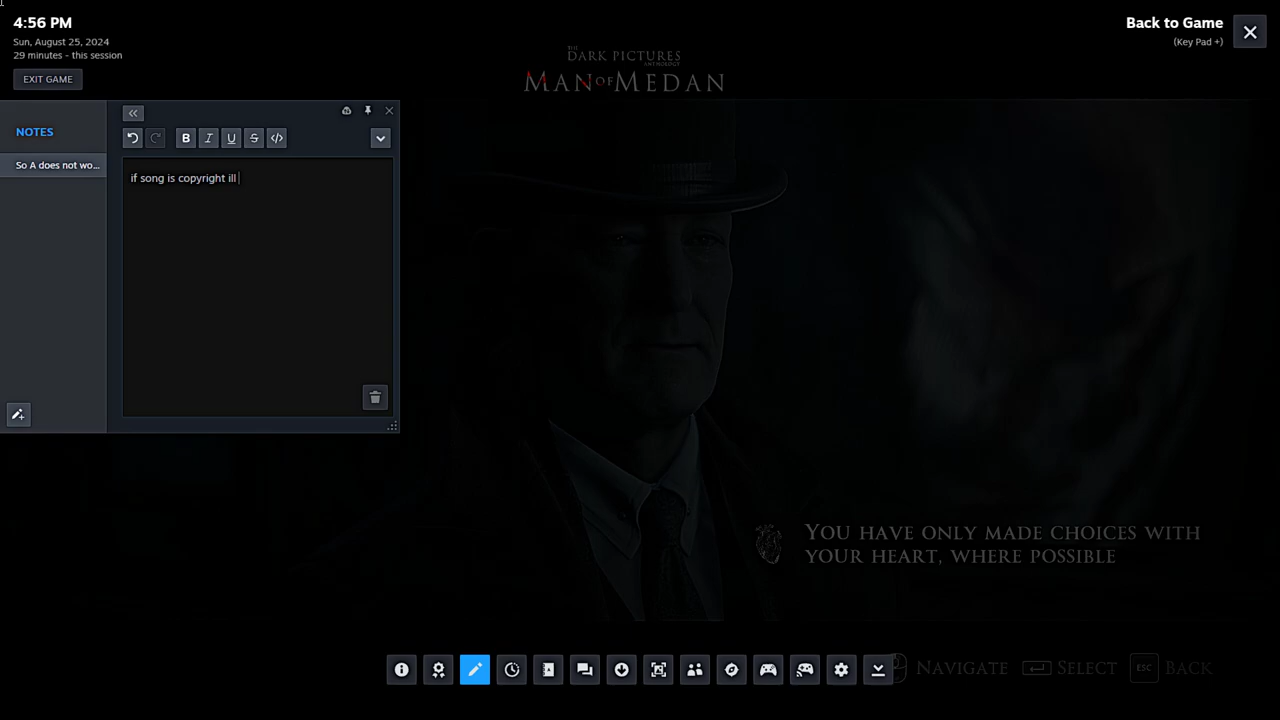 4:56 PM
Sun, August 25, 2024
29 minutes - this session
EXIT GAME
Back to Game
(Key Pad +)
THE
DARK PICTURES
ANTHOLOGY
MAN OF MEDAN
NOTES
So A does not wo...
B I U S </>
if song is copyright ill
YOU HAVE ONLY MADE CHOICES WITH
YOUR HEART, WHERE POSSIBLE
NAVIGATE
SELECT
ESC BACK